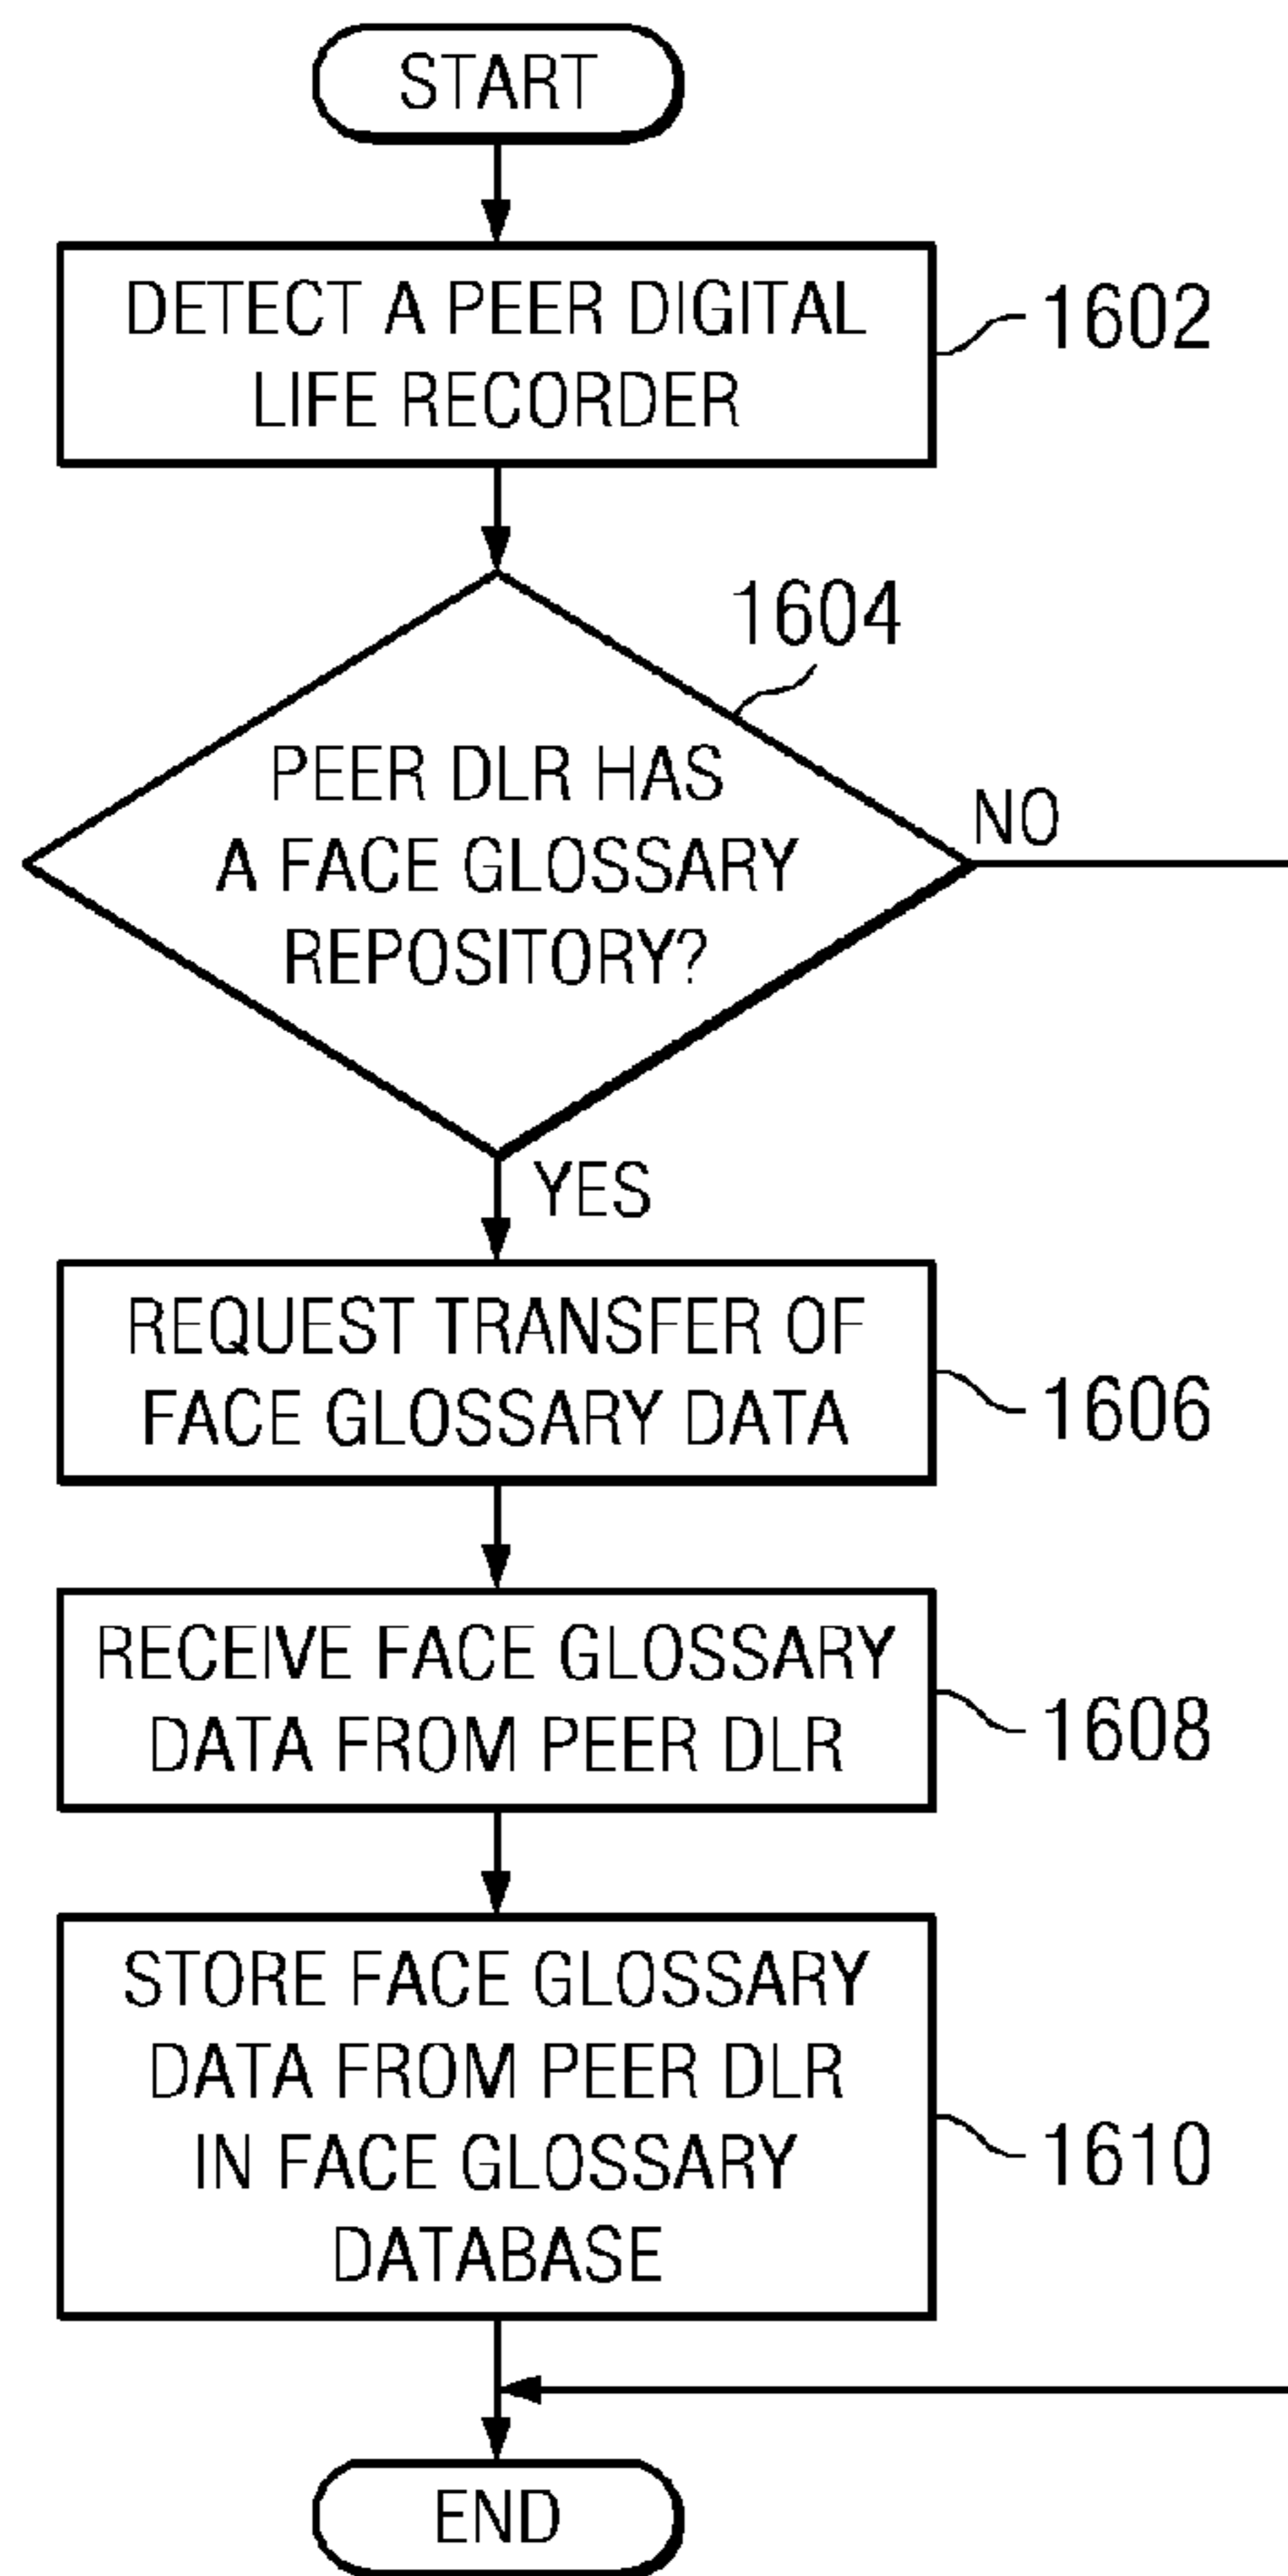 START
DETECT A PEER DIGITAL
LIFE RECORDER
1602
1604
PEER DLR HAS
A FACE GLOSSARY
REPOSITORY?
NO
YES
REQUEST TRANSFER OF
FACE GLOSSARY DATA
1606
RECEIVE FACE GLOSSARY
DATA FROM PEER DLR
1608
STORE FACE GLOSSARY
DATA FROM PEER DLR
IN FACE GLOSSARY
DATABASE
1610
END